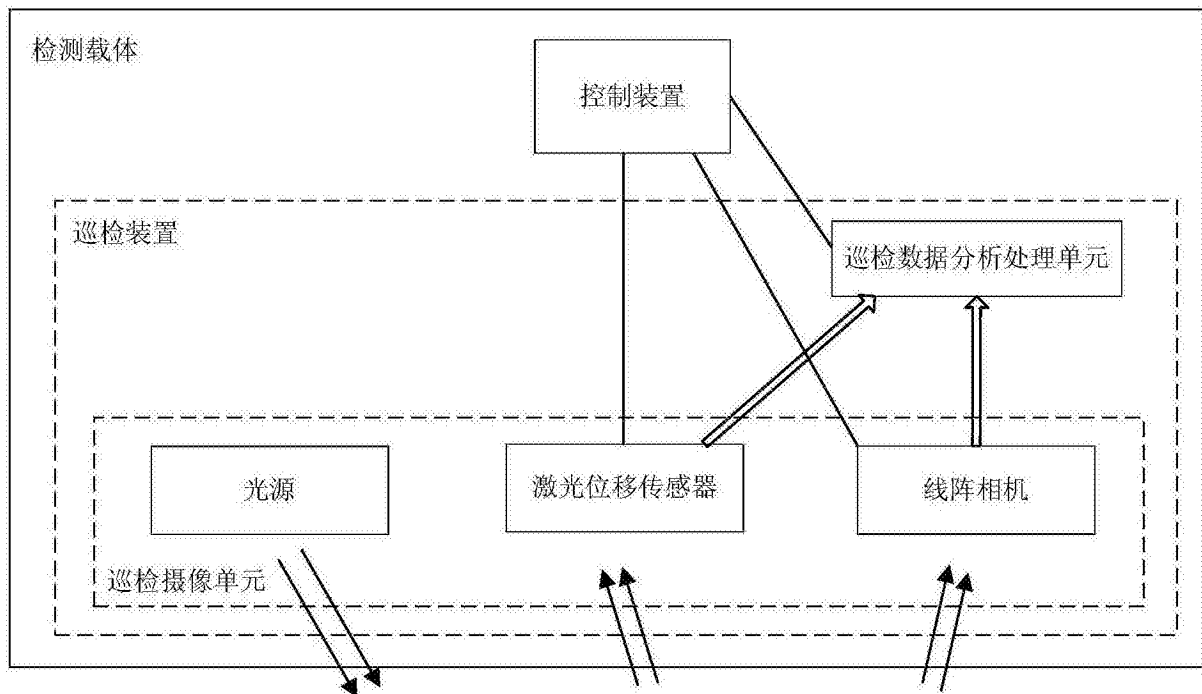 检测载体
控制装置
巡检装置
巡检数据分析处理单元
光源
激光位移传感器
线阵相机
巡检摄像单元